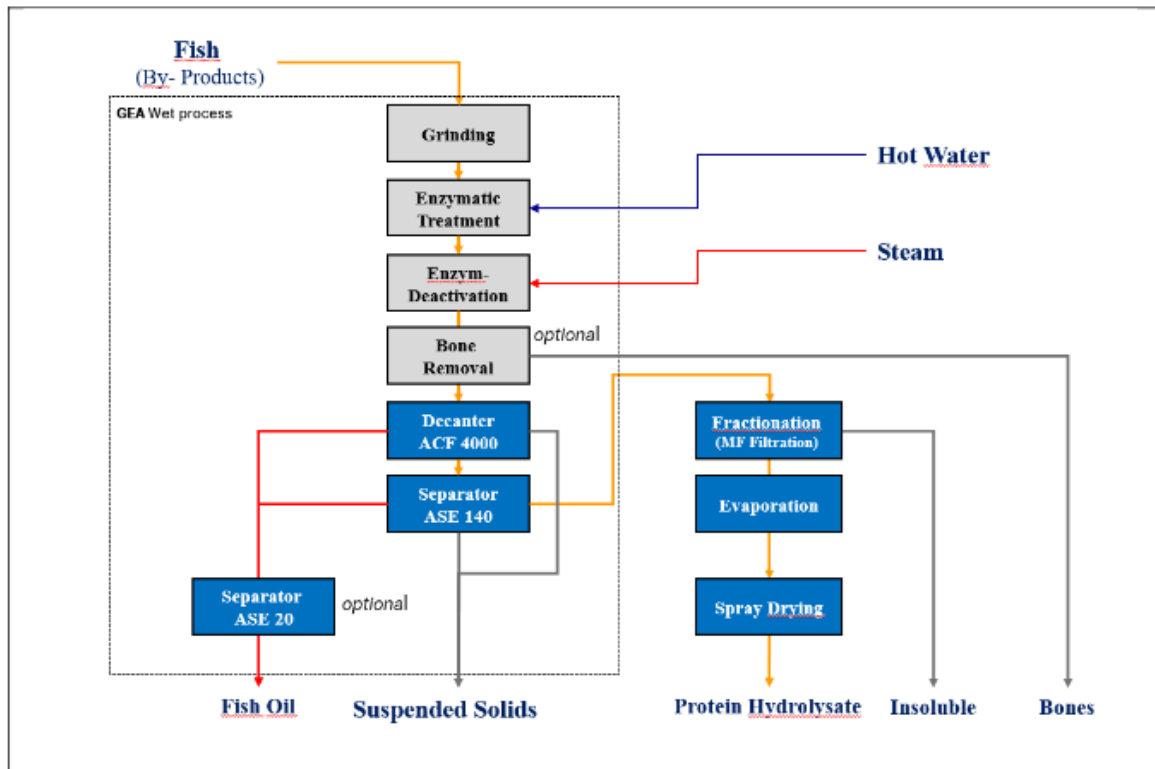 Fish
(By- Products)
GEA Wet process
Grinding
Hot Water
Enzymatic
Treatment
Steam
Enzym-
Deactivation
optional
Bone
Removal
Decanter
ACF 4000
Fractionation
(MF Filtration)
Separator
ASE 140
Evaporation
Separator
ASE 20
optional
Spray Drying
Fish Oil
Suspended Solids
Protein Hydrolysate
Insoluble
Bones